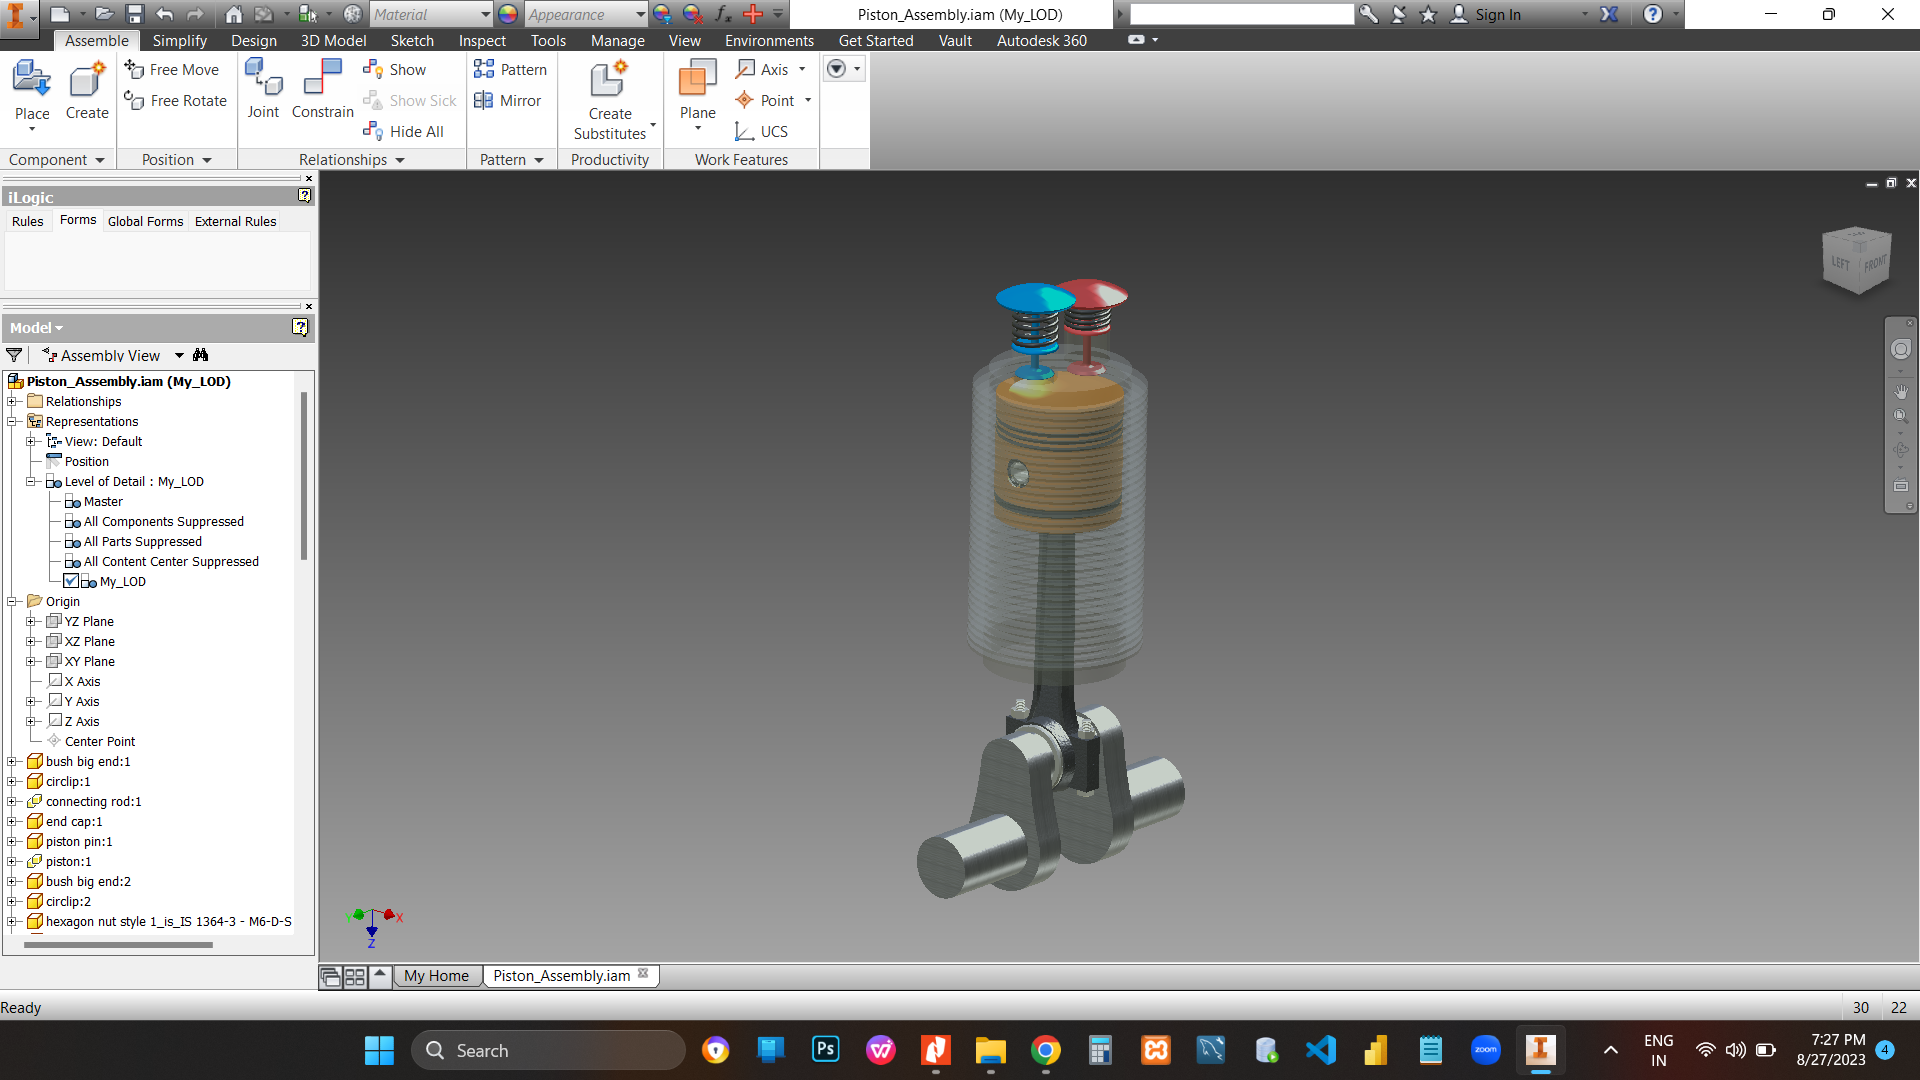 Material
Appearance
Piston_Assembly.iam (My_LOD)
Sign In
Assemble
Simplify
Design
3D Model
Sketch
Inspect
Tools
Manage
View
Environments
Get Started
Vault
Autodesk 360
Place
Create
Free Move
Free Rotate
Joint
Constrain
Show
Show Sick
Hide All
Pattern
Mirror
Create
Substitutes
Plane
Axis
Point
UCS
Component
Position
Relationships
Pattern
Productivity
Work Features
iLogic
Rules
Forms
Global Forms
External Rules
Model
Assembly View
Piston_Assembly.iam (My_LOD)
Relationships
Representations
View: Default
Position
Level of Detail : My_LOD
Master
All Components Suppressed
All Parts Suppressed
All Content Center Suppressed
My_LOD
Origin
YZ Plane
XZ Plane
XY Plane
X Axis
Y Axis
Z Axis
Center Point
bush big end:1
circlip:1
connecting rod:1
end cap:1
piston pin:1
piston:1
bush big end:2
circlip:2
hexagon nut style 1_is_IS 1364-3 - M6-D-S
LEFT
FRONT
Y
X
Z
My Home
Piston_Assembly.iam
Ready
30
22
Search
Ps
zoom
ENG
IN
7:27 PM
8/27/2023
4